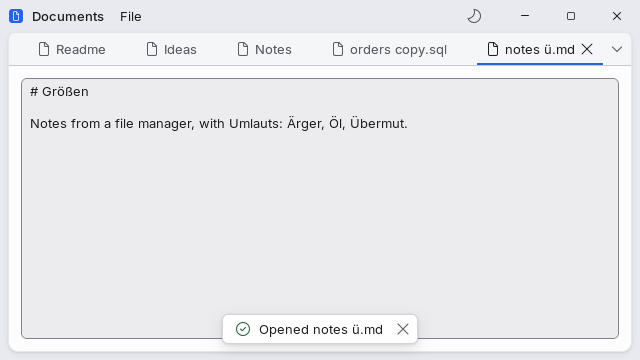 Documents File
Readme Ideas Notes orders copy.sql notes ü.md
# Größen
Notes from a file manager, with Umlauts: Ärger, Öl, Übermut.
Opened notes ü.md